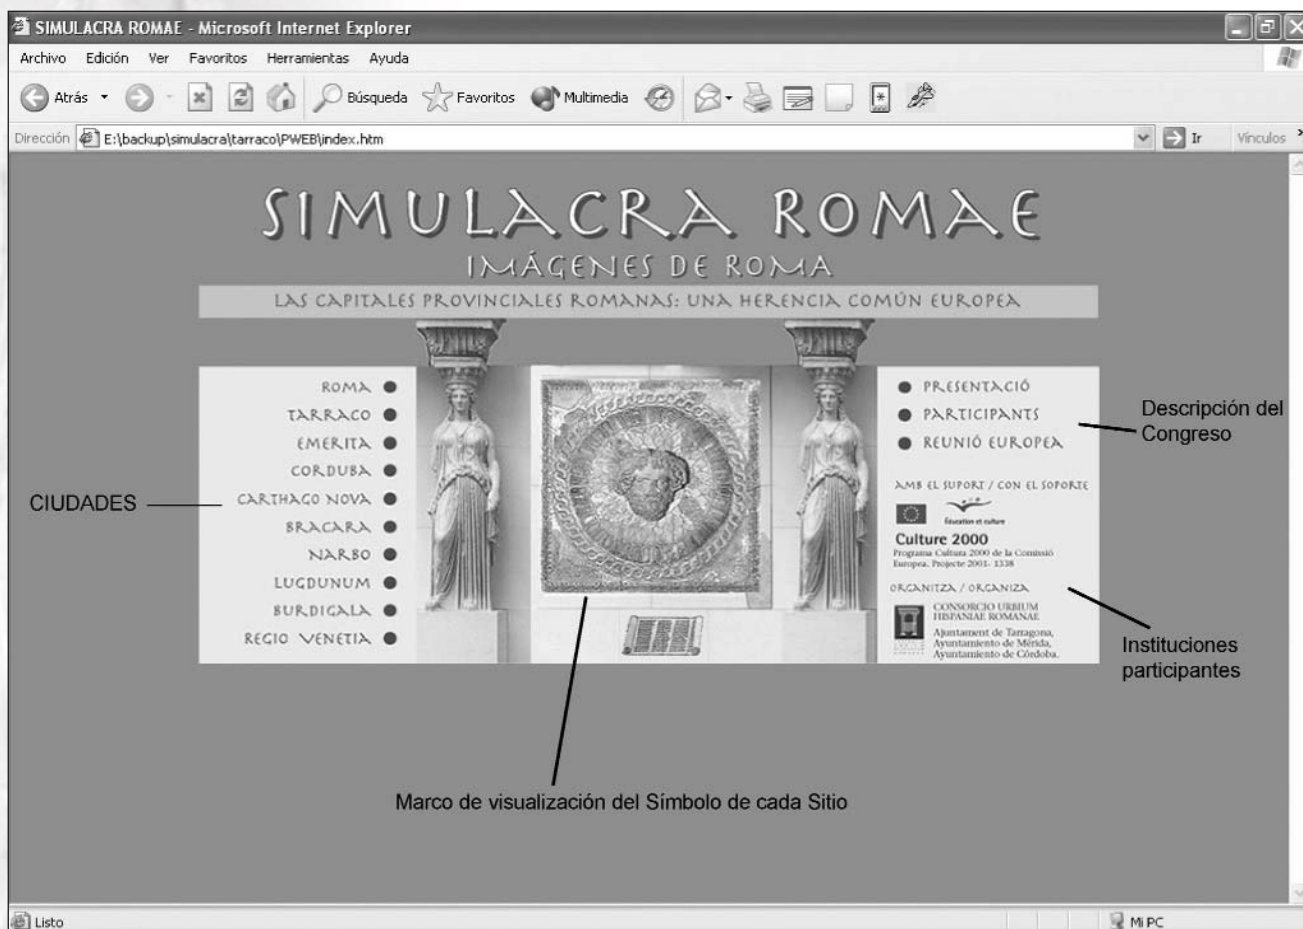 SIMULACRA ROMAE - Microsoft Internet Explorer
Archivo Edición Ver Favoritos Herramientas Ayuda
Atrás Búsqueda Favoritos Multimedia
Dirección E:\backup\simulacra\tarraco\PWEB\index.htm Ir Vínculos
SIMULACRA ROMAE
IMÁGENES DE ROMA
LAS CAPITALES PROVINCIALES ROMANAS: UNA HERENCIA COMÚN EUROPEA
CIUDADES
ROMA
TARRACO
EMERITA
CORDUBA
CARTHAGO NOVA
BRACARA
NARBO
LUGDUNUM
BURDIGALA
REGIO VENETIA
PRESENTACIÓ
PARTICIPANTS
REUNIÓ EUROPEA
Descripción del
Congreso
AMB EL SUPORT / CON EL SOPORTE
Éducation et culture
Culture 2000
Programa Cultura 2000 de la Comissió
Europea. Projecte 2001- 1338
ORGANITZA / ORGANIZA
CONSORCIO URBIUM
HISPANIAE ROMANAE
Ajuntament de Tarragona,
Ayuntamiento de Mérida,
Ayuntamiento de Córdoba.
Instituciones
participantes
Marco de visualización del Símbolo de cada Sitio
Listo Mi PC